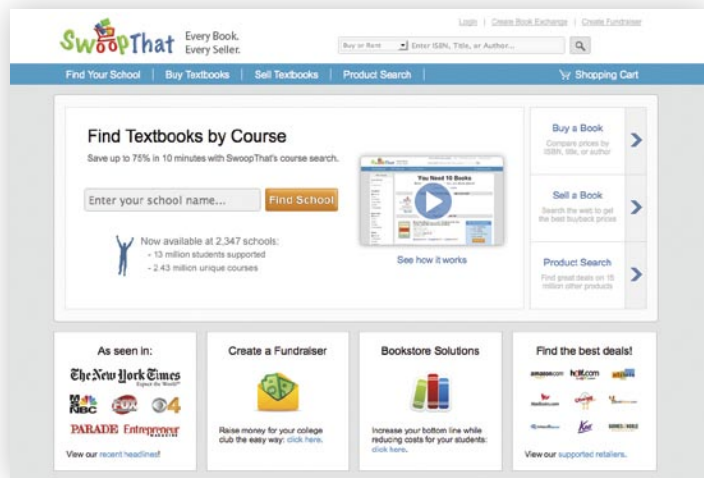 Login | Create Book Exchange | Create Fundraiser
SwoopThat
Every Book.
Every Seller.
Buy or Rent
Enter ISBN, Title, or Author...
Find Your School | Buy Textbooks | Sell Textbooks | Product Search |
Shopping Cart
Find Textbooks by Course
Save up to 75% in 10 minutes with SwoopThat's course search.
Enter your school name...
Find School
Now available at 2,347 schools:
- 13 million students supported
- 2.43 million unique courses
You Need 10 Books
See how it works
Buy a Book
Compare prices by
ISBN, title, or author
Sell a Book
Search the web to get
the best buyback prices
Product Search
Find great deals on 15
million other products
As seen in:
The New York Times
Expect the World
MSNBC FOX 4
PARADE Entrepreneur
MAGAZINE
View our recent headlines!
Create a Fundraiser
Raise money for your college
club the easy way: click here.
Bookstore Solutions
Increase your bottom line while
reducing costs for your students:
click here.
Find the best deals!
amazon.com half.com
BARNES&NOBLE
View our supported retailers.